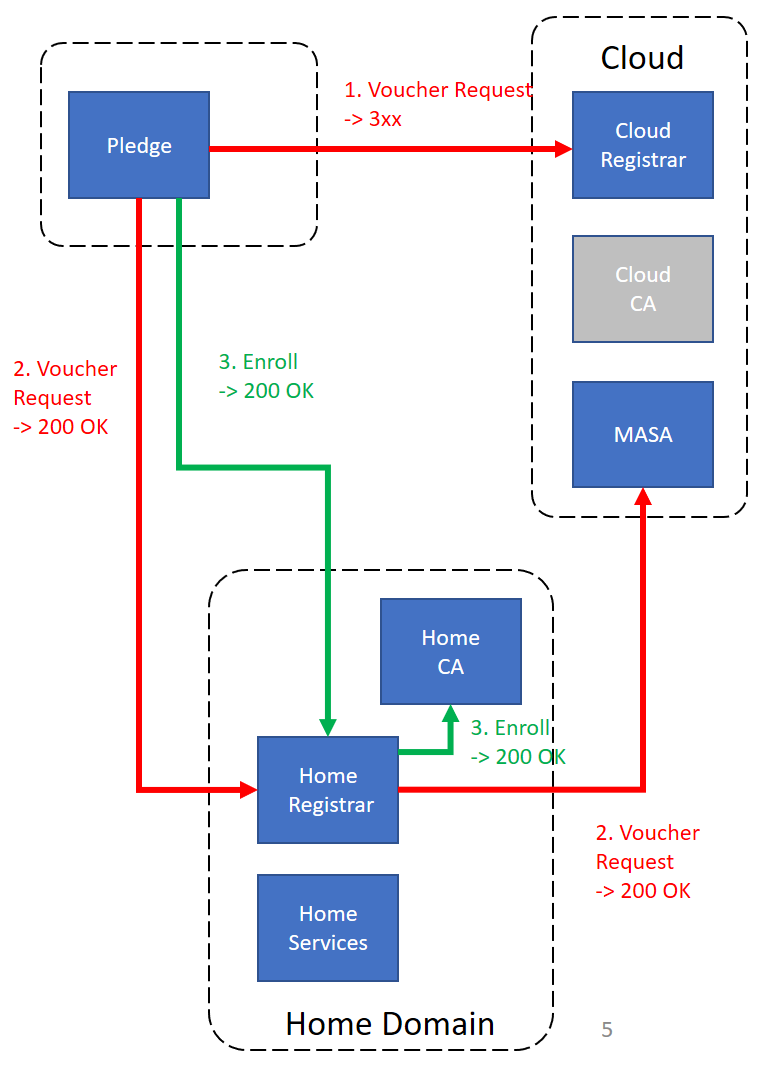 Cloud
1. Voucher Request
-> 3xx
Pledge
Cloud
Registrar
Cloud
CA
2. Voucher
Request
-> 200 OK
3. Enroll
-> 200 OK
MASA
Home
CA
3. Enroll
-> 200 OK
Home
Registrar
2. Voucher
Request
-> 200 OK
Home
Services
Home Domain
5